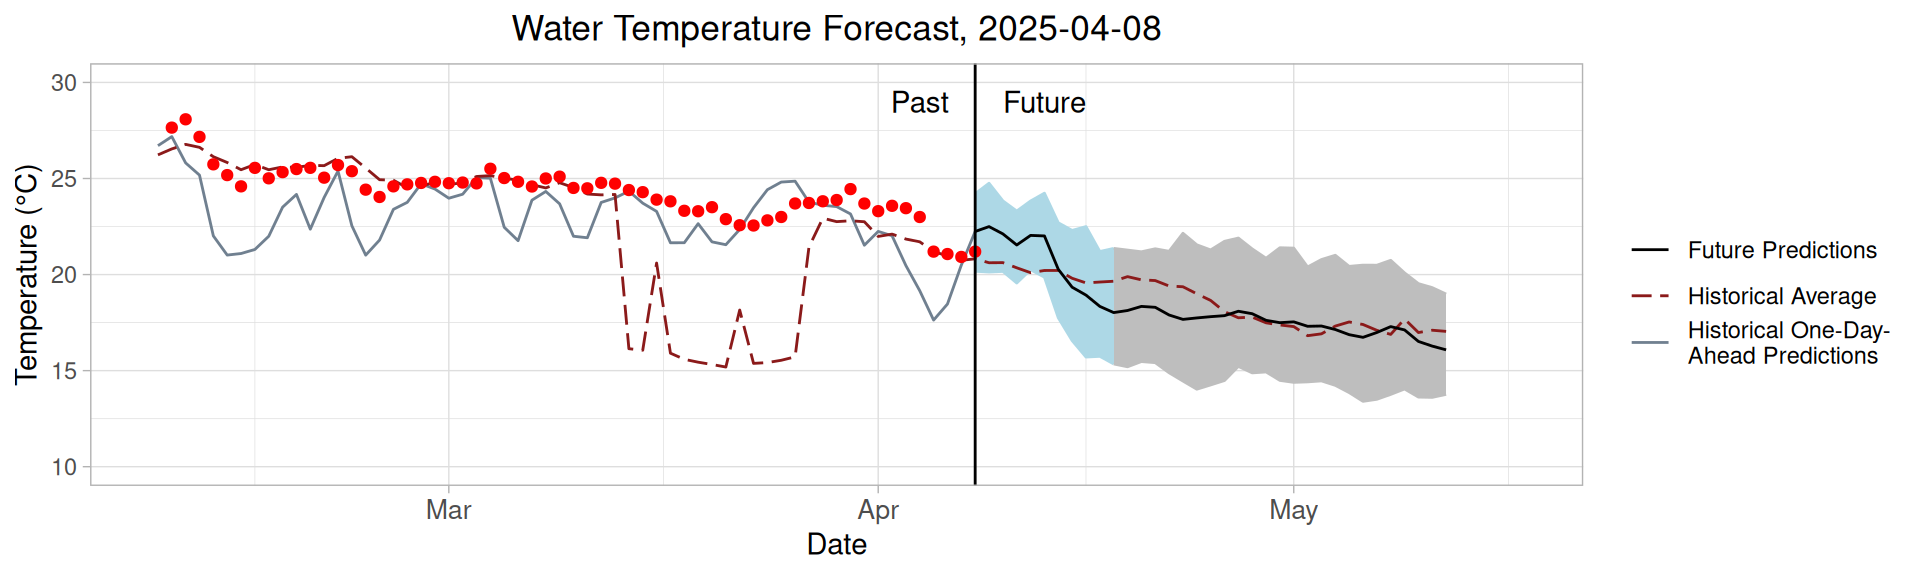 Water Temperature Forecast, 2025-04-08
30
25
20
15
10
Temperature (°C)
Past
Future
Mar
Apr
May
Date
Future Predictions
Historical Average
Historical One-Day-
Ahead Predictions